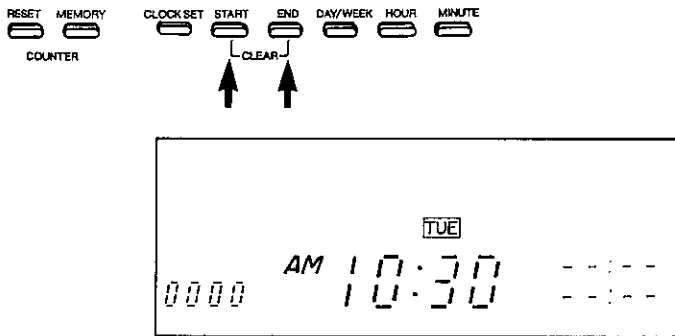 RESET MEMORY CLOCK SET START END DAY/WEEK HOUR MINUTE
COUNTER
CLEAR
TUE
AM 10:30 --:--
0000 --:--